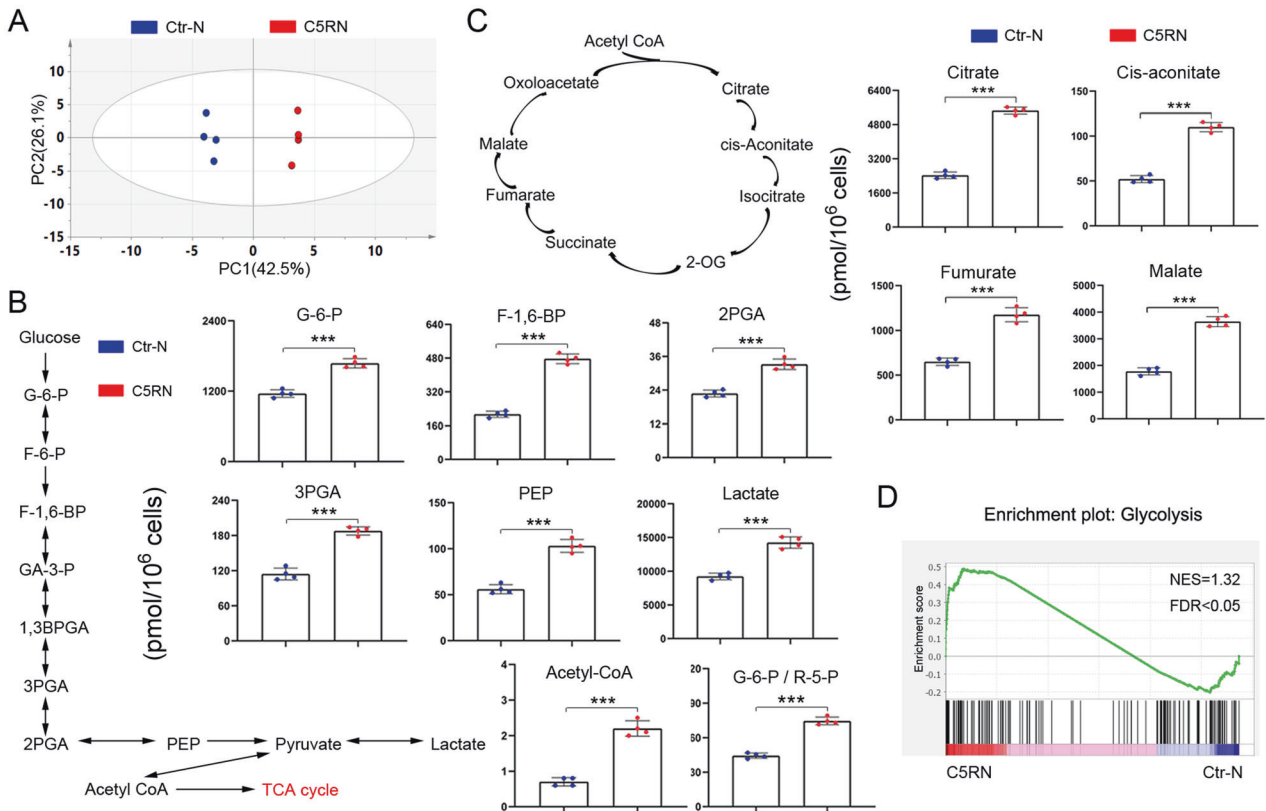 A
Ctr-N
C5RN
15
10
5
0
-5
-10
-15
PC2(26.1%)
-15
-10
-5
0
5
10
PC1(42.5%)
B
Glucose
G-6-P
F-6-P
F-1,6-BP
GA-3-P
1,3BPGA
3PGA
2PGA
PEP
Pyruvate
Lactate
Acetyl CoA
TCA cycle
Ctr-N
C5RN
(pmol/10⁶ cells)
G-6-P
***
2400
1200
0
F-1,6-BP
***
640
480
320
160
0
2PGA
***
48
36
24
12
0
3PGA
***
240
180
120
60
0
PEP
***
150
100
50
0
Lactate
***
20000
15000
10000
5000
0
Acetyl-CoA
***
4
3
2
1
0
G-6-P / R-5-P
***
90
60
30
0
C
Acetyl CoA
Oxoloacetate
Citrate
Malate
cis-Aconitate
Fumarate
Isocitrate
Succinate
2-OG
Ctr-N
C5RN
(pmol/10⁶ cells)
Citrate
***
6400
4800
3200
1600
0
Cis-aconitate
***
150
100
50
0
Fumurate
***
1500
1000
500
0
Malate
***
5000
4000
3000
2000
1000
0
D
Enrichment plot: Glycolysis
NES=1.32
FDR<0.05
Enrichment score
0.5
0.4
0.3
0.2
0.1
0.0
-0.1
-0.2
C5RN
Ctr-N